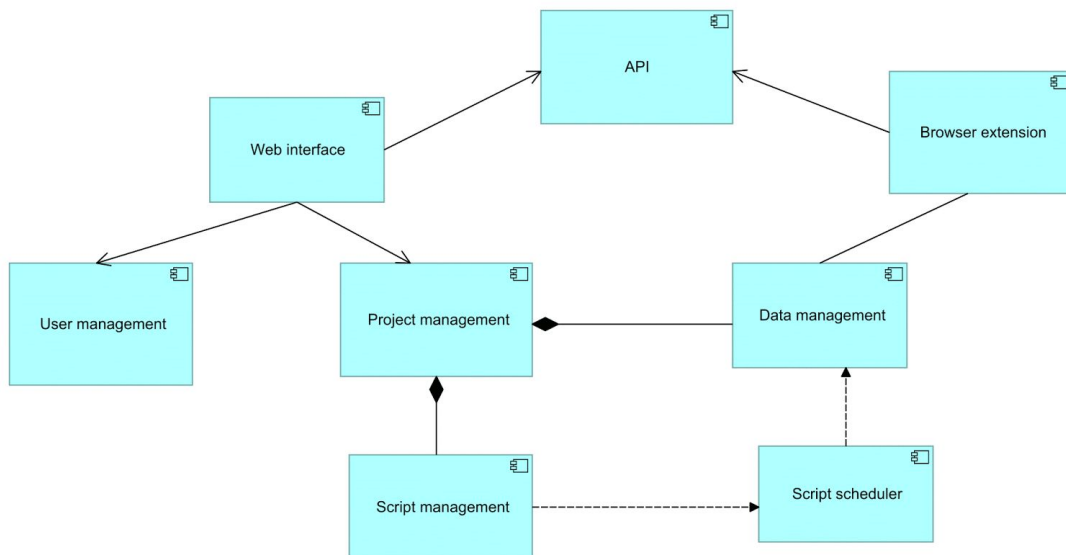 API
Web interface
Browser extension
User management
Project management
Data management
Script management
Script scheduler